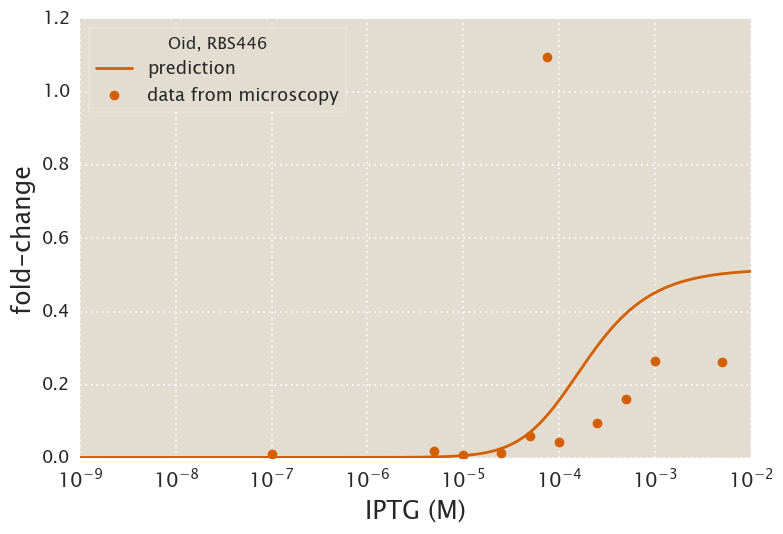 Oid, RBS446
prediction
data from microscopy
1.2
1.0
0.8
0.6
0.4
0.2
0.0
fold−change
10⁻⁹ 10⁻⁸ 10⁻⁷ 10⁻⁶ 10⁻⁵ 10⁻⁴ 10⁻³ 10⁻²
IPTG (M)